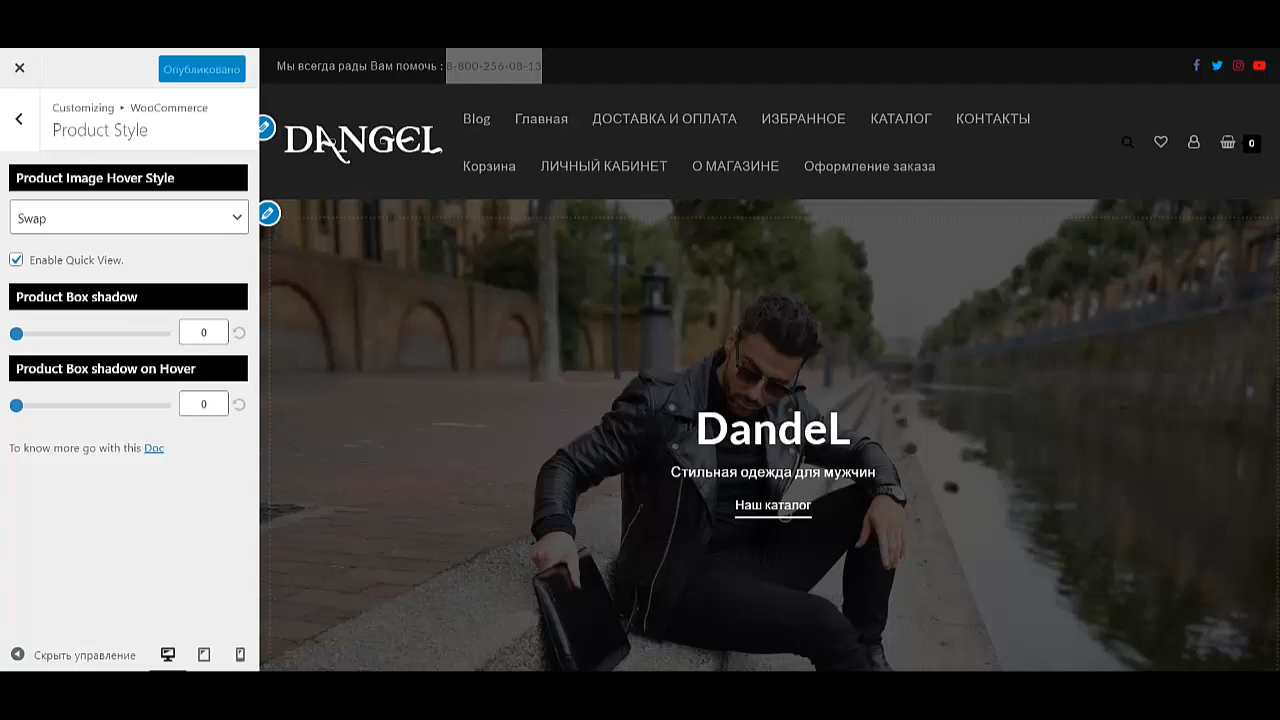 Опубликовано
Customizing ▸ WooCommerce
Product Style
Product Image Hover Style
Swap
Enable Quick View.
Product Box shadow
0
Product Box shadow on Hover
0
To know more go with this Doc
Скрыть управление
Мы всегда рады Вам помочь : 8-800-256-08-13
DANGEL
Blog Главная ДОСТАВКА И ОПЛАТА ИЗБРАННОЕ КАТАЛОГ КОНТАКТЫ
Корзина ЛИЧНЫЙ КАБИНЕТ О МАГАЗИНЕ Оформление заказа
0
DandeL
Стильная одежда для мужчин
Наш каталог